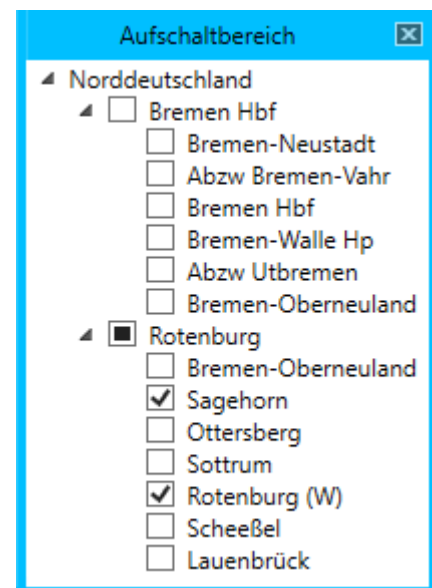 Aufschaltbereich
Norddeutschland
Bremen Hbf
Bremen-Neustadt
Abzw Bremen-Vahr
Bremen Hbf
Bremen-Walle Hp
Abzw Utbremen
Bremen-Oberneuland
Rotenburg
Bremen-Oberneuland
Sagehorn
Ottersberg
Sottrum
Rotenburg (W)
Scheeßel
Lauenbrück